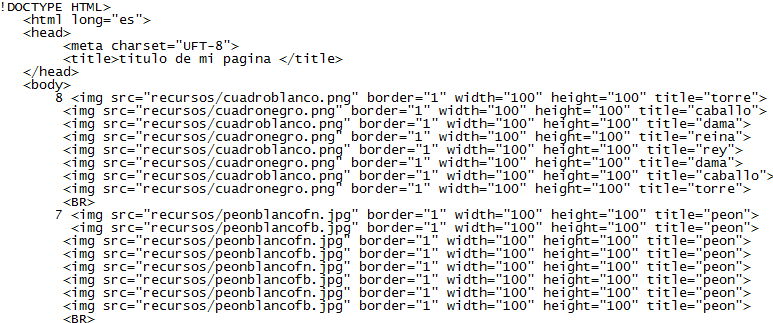 !DOCTYPE HTML>
<html long="es">
<head>
<meta charset="UFT-8">
<title>titulo de mi pagina </title>
</head>
<body>
8 <img src="recursos/cuadroblanco.png" border="1" width="100" height="100" title="torre">
<img src="recursos/cuadronegro.png" border="1" width="100" height="100" title="caballo">
<img src="recursos/cuadroblanco.png" border="1" width="100" height="100" title="dama">
<img src="recursos/cuadronegro.png" border="1" width="100" height="100" title="reina">
<img src="recursos/cuadroblanco.png" border="1" width="100" height="100" title="rey">
<img src="recursos/cuadronegro.png" border="1" width="100" height="100" title="dama">
<img src="recursos/cuadroblanco.png" border="1" width="100" height="100" title="caballo">
<img src="recursos/cuadronegro.png" border="1" width="100" height="100" title="torre">
<BR>
7 <img src="recursos/peonblancofn.jpg" border="1" width="100" height="100" title="peon">
<img src="recursos/peonblancofb.jpg" border="1" width="100" height="100" title="peon">
<img src="recursos/peonblancofn.jpg" border="1" width="100" height="100" title="peon">
<img src="recursos/peonblancofb.jpg" border="1" width="100" height="100" title="peon">
<img src="recursos/peonblancofn.jpg" border="1" width="100" height="100" title="peon">
<img src="recursos/peonblancofb.jpg" border="1" width="100" height="100" title="peon">
<img src="recursos/peonblancofn.jpg" border="1" width="100" height="100" title="peon">
<img src="recursos/peonblancofb.jpg" border="1" width="100" height="100" title="peon">
<BR>